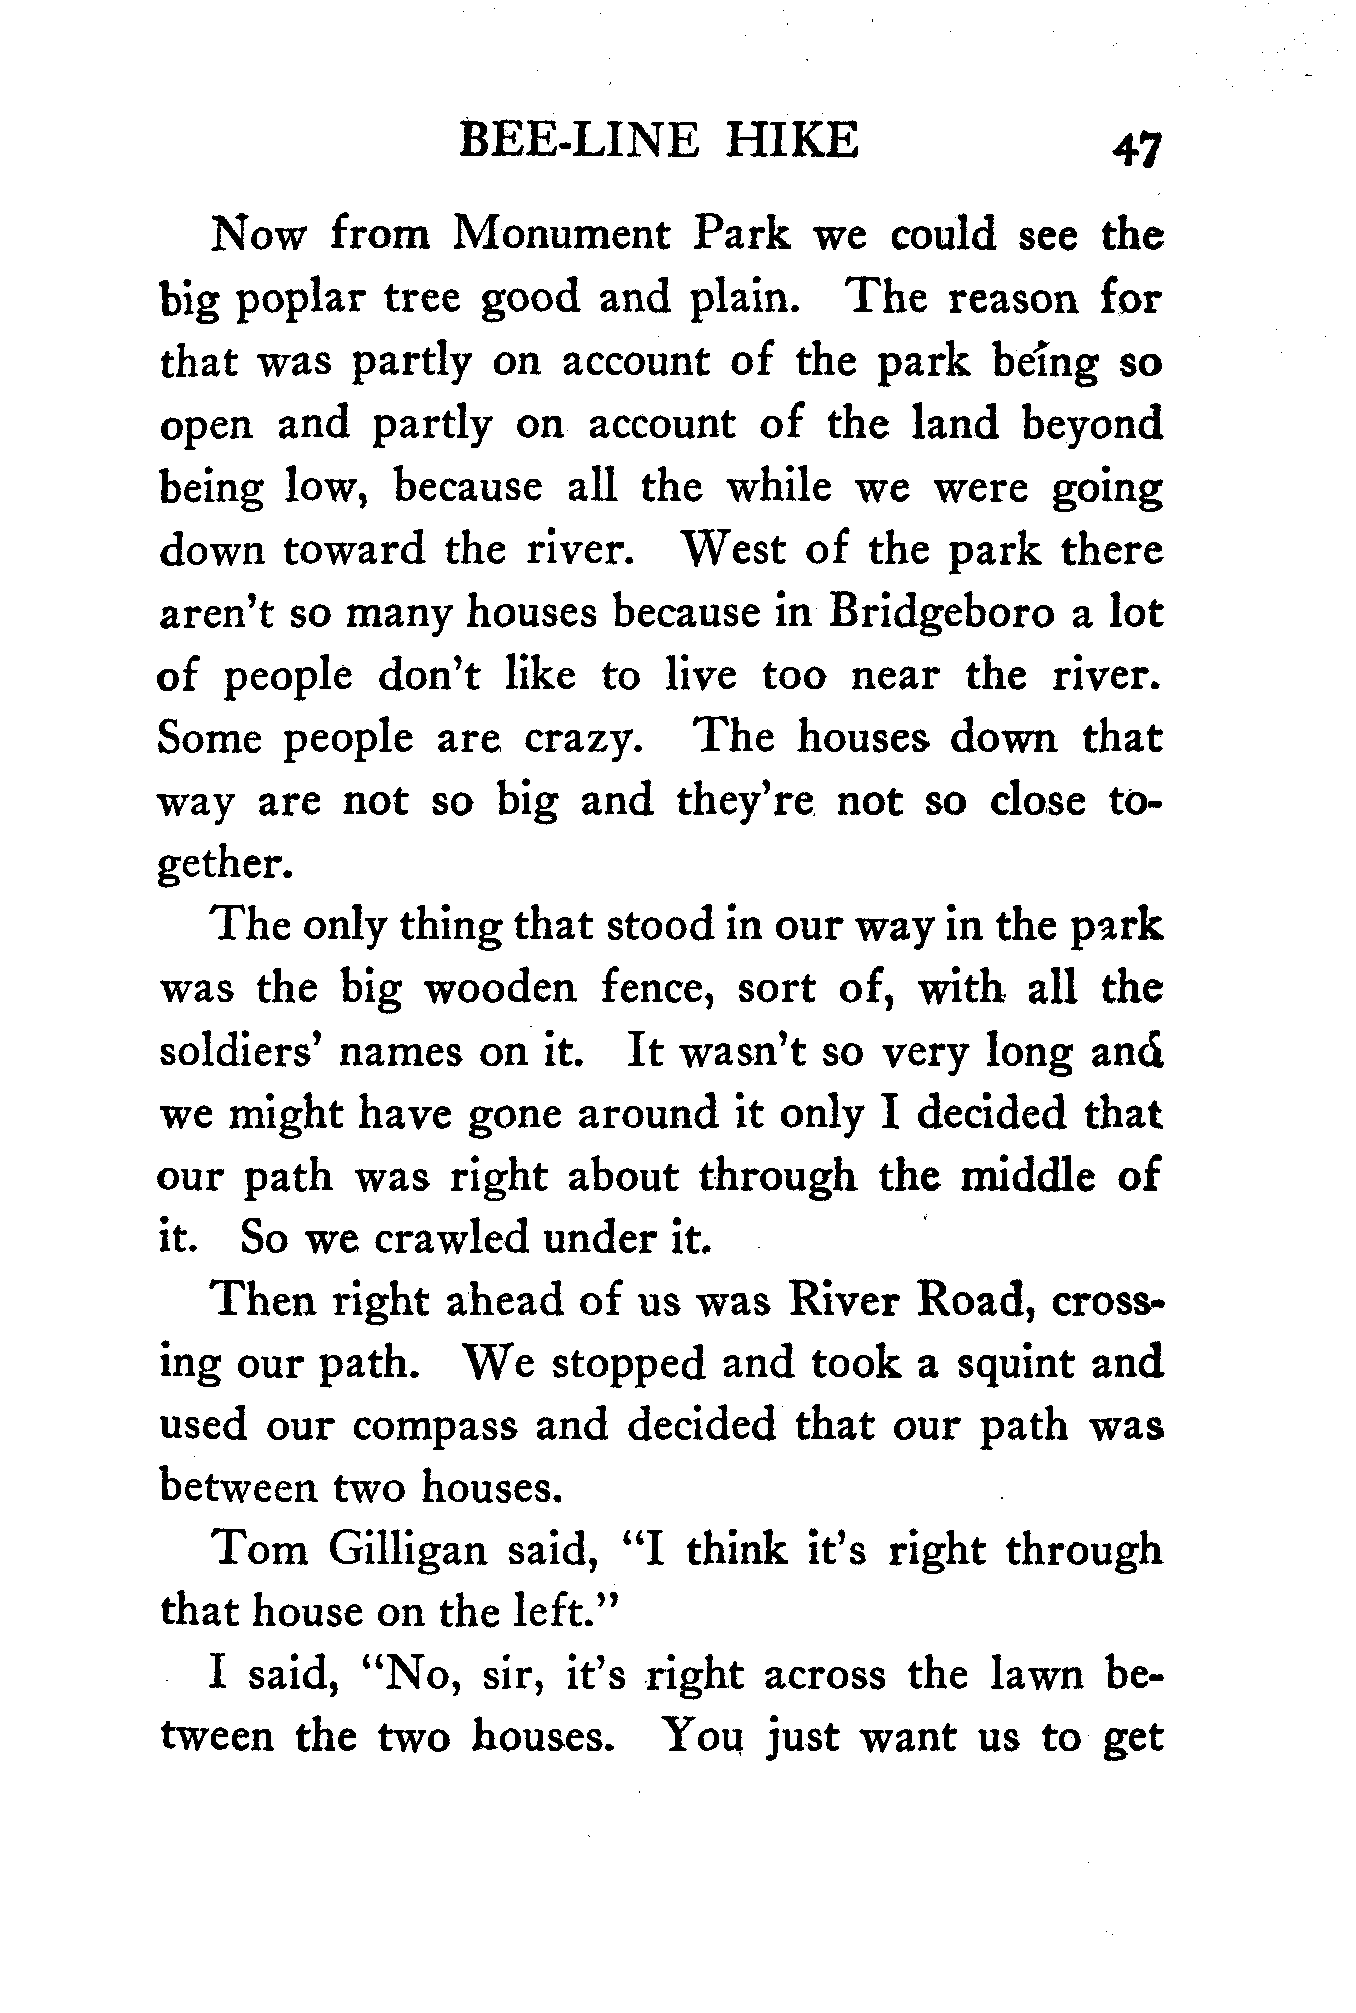 BEE-LINE HIKE 47
Now from Monument Park we could see the
big poplar tree good and plain. The reason for
that was partly on account of the park being so
open and partly on account of the land beyond
being low, because all the while we were going
down toward the river. West of the park there
aren't so many houses because in Bridgeboro a lot
of people don't like to live too near the river.
Some people are crazy. The houses down that
way are not so big and they're not so close to-
gether.
The only thing that stood in our way in the park
was the big wooden fence, sort of, with all the
soldiers' names on it. It wasn't so very long and
we might have gone around it only I decided that
our path was right about through the middle of
it. So we crawled under it.
Then right ahead of us was River Road, cross-
ing our path. We stopped and took a squint and
used our compass and decided that our path was
between two houses.
Tom Gilligan said, "I think it's right through
that house on the left."
I said, "No, sir, it's right across the lawn be-
tween the two houses. You just want us to get